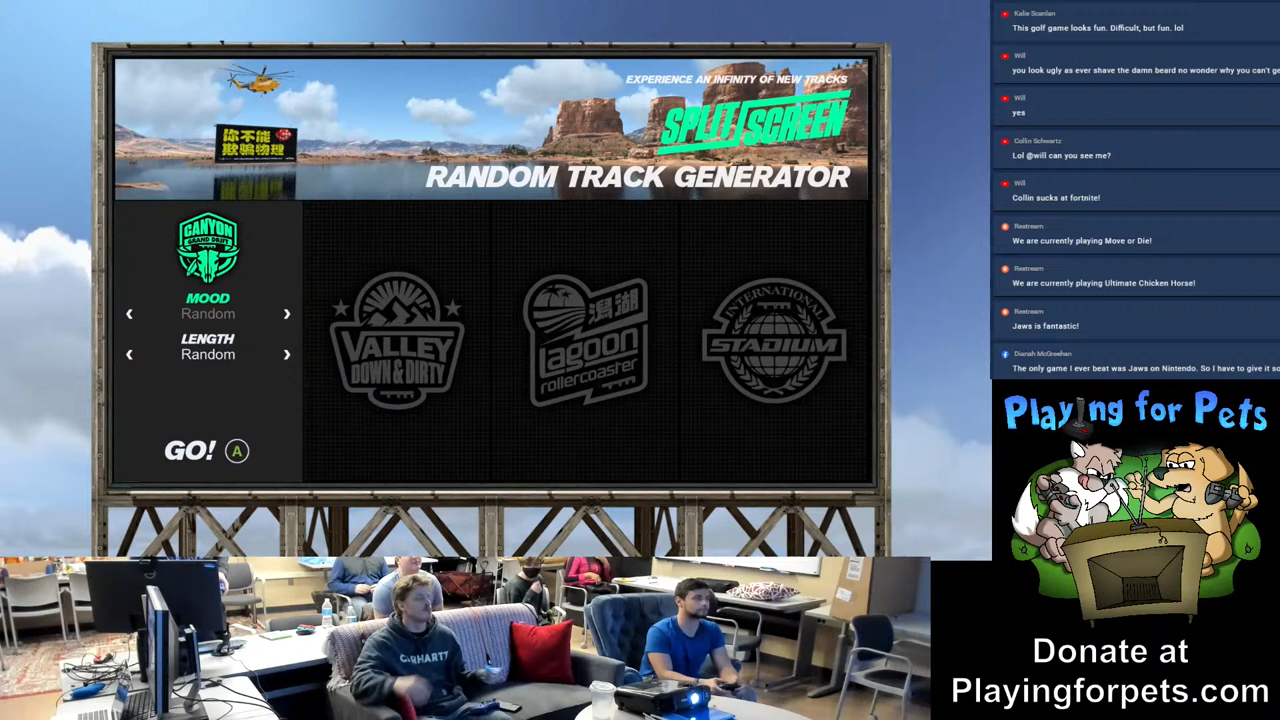 EXPERIENCE AN INFINITY OF NEW TRACKS
SPLIT SCREEN
RANDOM TRACK GENERATOR
你不能
欺騙物理
CANYON
GRAND DRIFT
MOOD
Random
LENGTH
Random
GO! A
VALLEY
DOWN & DIRTY
潟湖
lagoon
rollercoaster
INTERNATIONAL
STADIUM
CARHARTT
Kalie Scanlan
This golf game looks fun. Difficult, but fun. lol
Will
you look ugly as ever shave the damn beard no wonder why you can't ge
Will
yes
Collin Schwartz
Lol @will can you see me?
Will
Collin sucks at fortnite!
Restream
We are currently playing Move or Die!
Restream
We are currently playing Ultimate Chicken Horse!
Restream
Jaws is fantastic!
Dianah McGreehan
The only game I ever beat was Jaws on Nintendo. So I have to give it so
Playing for Pets
Donate at
Playingforpets.com